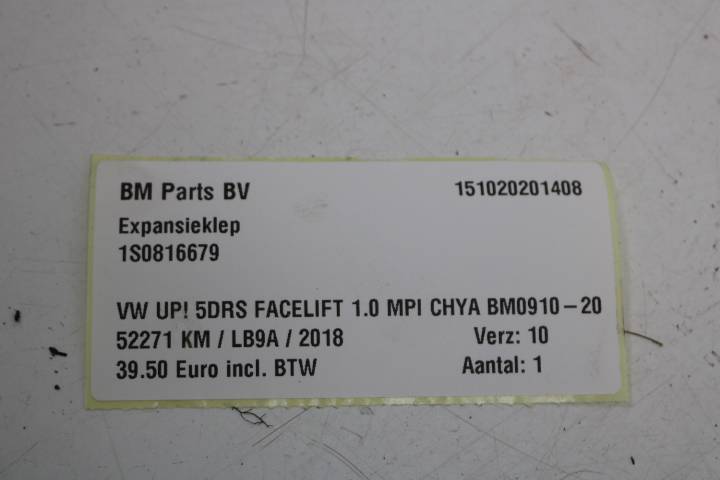 BM Parts BV 151020201408
Expansieklep
1S0816679
VW UP! 5DRS FACELIFT 1.0 MPI CHYA BM0910-20
52271 KM / LB9A / 2018 Verz: 10
39.50 Euro incl. BTW Aantal: 1